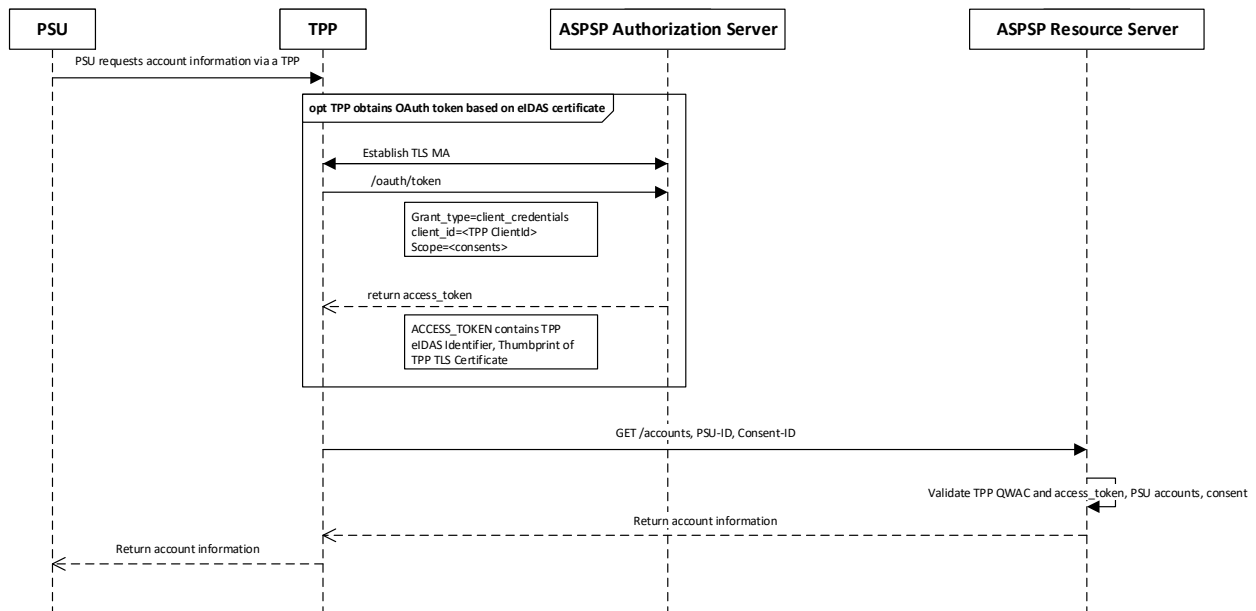 PSU
TPP
ASPSP Authorization Server
ASPSP Resource Server
PSU requests account information via a TPP
opt TPP obtains OAuth token based on eIDAS certificate
Establish TLS MA
/oauth/token
Grant_type=client_credentials
client_id=<TPP ClientId>
Scope=<consents>
return access_token
ACCESS_TOKEN contains TPP
eIDAS Identifier, Thumbprint of
TPP TLS Certificate
GET /accounts, PSU-ID, Consent-ID
Validate TPP QWAC and access_token, PSU accounts, consent
Return account information
Return account information